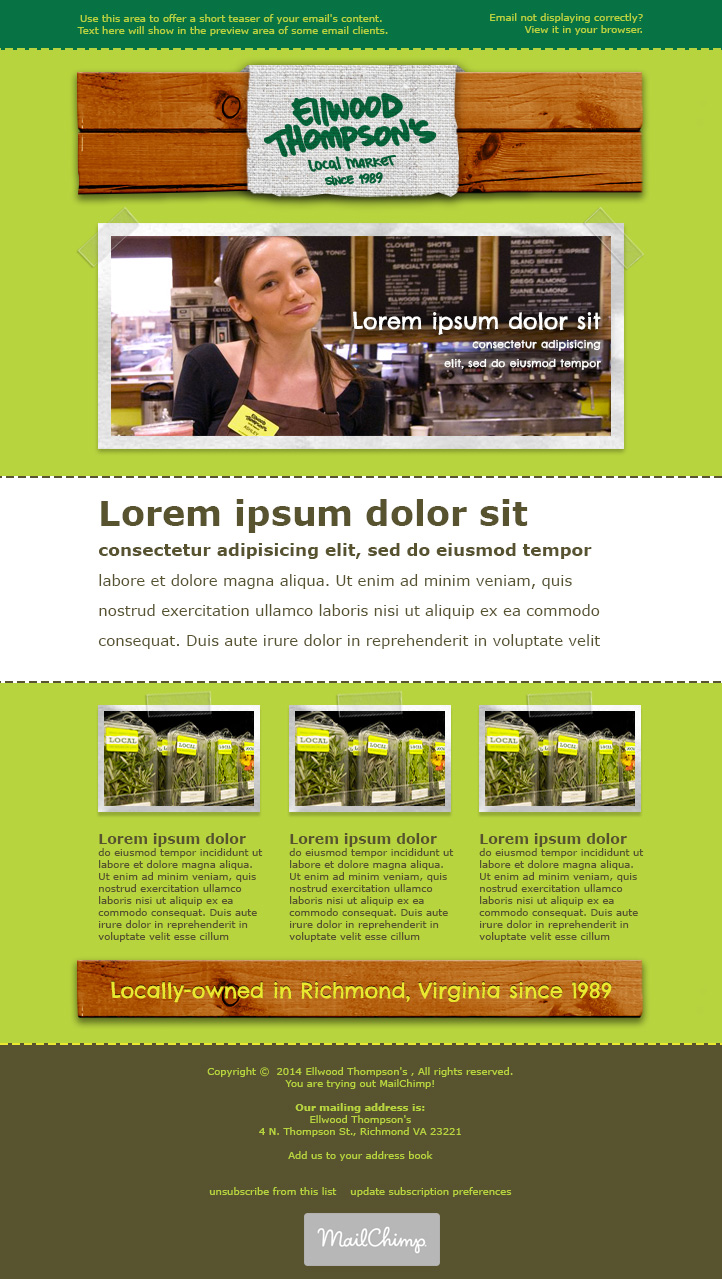 Use this area to offer a short teaser of your email's content.
Text here will show in the preview area of some email clients.
Email not displaying correctly?
View it in your browser.
Ellwood
Thompson's
Local Market
since 1989
CLOVER SHOTS
SPECIALTY DRINKS
ELLWOODS OWN SYRUPS
MEAN GREEN
MIXED BERRY SURPRISE
ISLAND BREEZE
ORANGE BLAST
GREGG ALMOND
DUANE ALMOND
Lorem ipsum dolor sit
consectetur adipisicing
elit, sed do eiusmod tempor
Lorem ipsum dolor sit
consectetur adipisicing elit, sed do eiusmod tempor
labore et dolore magna aliqua. Ut enim ad minim veniam, quis
nostrud exercitation ullamco laboris nisi ut aliquip ex ea commodo
consequat. Duis aute irure dolor in reprehenderit in voluptate velit
LOCAL LOCAL
LOCAL LOCAL
LOCAL LOCAL
Lorem ipsum dolor
do eiusmod tempor incididunt ut
labore et dolore magna aliqua.
Ut enim ad minim veniam, quis
nostrud exercitation ullamco
laboris nisi ut aliquip ex ea
commodo consequat. Duis aute
irure dolor in reprehenderit in
voluptate velit esse cillum
Lorem ipsum dolor
do eiusmod tempor incididunt ut
labore et dolore magna aliqua.
Ut enim ad minim veniam, quis
nostrud exercitation ullamco
laboris nisi ut aliquip ex ea
commodo consequat. Duis aute
irure dolor in reprehenderit in
voluptate velit esse cillum
Lorem ipsum dolor
do eiusmod tempor incididunt ut
labore et dolore magna aliqua.
Ut enim ad minim veniam, quis
nostrud exercitation ullamco
laboris nisi ut aliquip ex ea
commodo consequat. Duis aute
irure dolor in reprehenderit in
voluptate velit esse cillum
Locally-owned in Richmond, Virginia since 1989
Copyright © 2014 Ellwood Thompson's , All rights reserved.
You are trying out MailChimp!
Our mailing address is:
Ellwood Thompson's
4 N. Thompson St., Richmond VA 23221
Add us to your address book
unsubscribe from this list update subscription preferences
MailChimp